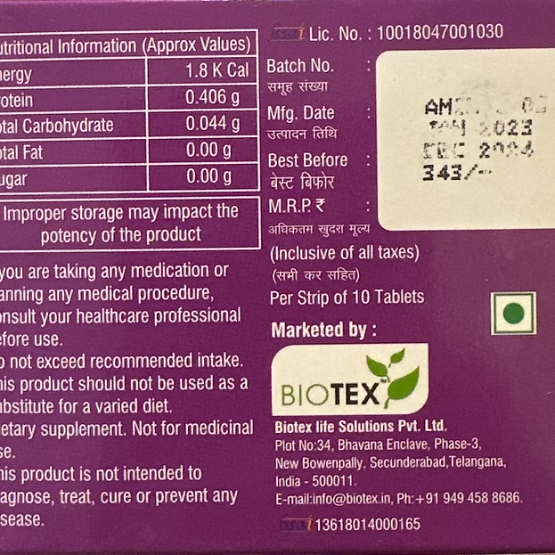 utritional Information (Approx Values)
nergy 1.8 K Cal
rotein 0.406 g
otal Carbohydrate 0.044 g
otal Fat 0.00 g
ugar 0.00 g
Improper storage may impact the
potency of the product
you are taking any medication or
anning any medical procedure,
onsult your healthcare professional
efore use.
o not exceed recommended intake.
his product should not be used as a
ubstitute for a varied diet.
etary supplement. Not for medicinal
se.
his product is not intended to
agnose, treat, cure or prevent any
sease.
fssai Lic. No. : 10018047001030
Batch No. :
समूह संख्या
Mfg. Date :
उत्पादन तिथि
Best Before :
बेस्ट बिफोर
M.R.P. ₹ :
अधिकतम खुदरा मूल्य
2023
DEC 2024
343/-
(Inclusive of all taxes)
(सभी कर सहित)
Per Strip of 10 Tablets
Marketed by :
BIOTEX
Biotex life Solutions Pvt. Ltd.
Plot No:34, Bhavana Enclave, Phase-3,
New Bowenpally, Secunderabad,Telangana,
India - 500011.
E-mail:info@biotex.in, Ph:+91 949 458 8686.
fssai 13618014000165